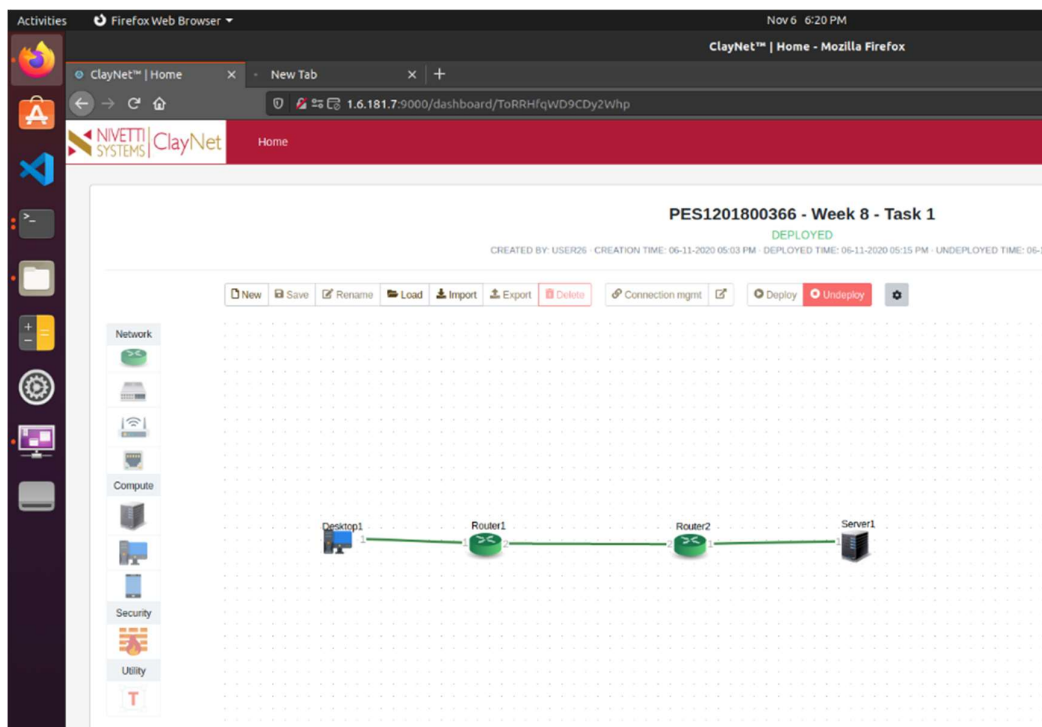 Activities Firefox Web Browser Nov 6 6:20 PM
ClayNet™ | Home - Mozilla Firefox
ClayNet™ | Home New Tab
1.6.181.7:9000/dashboard/ToRRHfqWD9CDy2Whp
NIVETTI SYSTEMS ClayNet Home
PES1201800366 - Week 8 - Task 1
DEPLOYED
CREATED BY: USER26 - CREATION TIME: 06-11-2020 05:03 PM - DEPLOYED TIME: 06-11-2020 05:15 PM - UNDEPLOYED TIME: 06-1
New Save Rename Load Import Export Delete Connection mgmt Deploy Undeploy
Network
Compute
Desktop1 Router1 Router2 Server1
1 1 2 2 1 1
Security
Utility
T